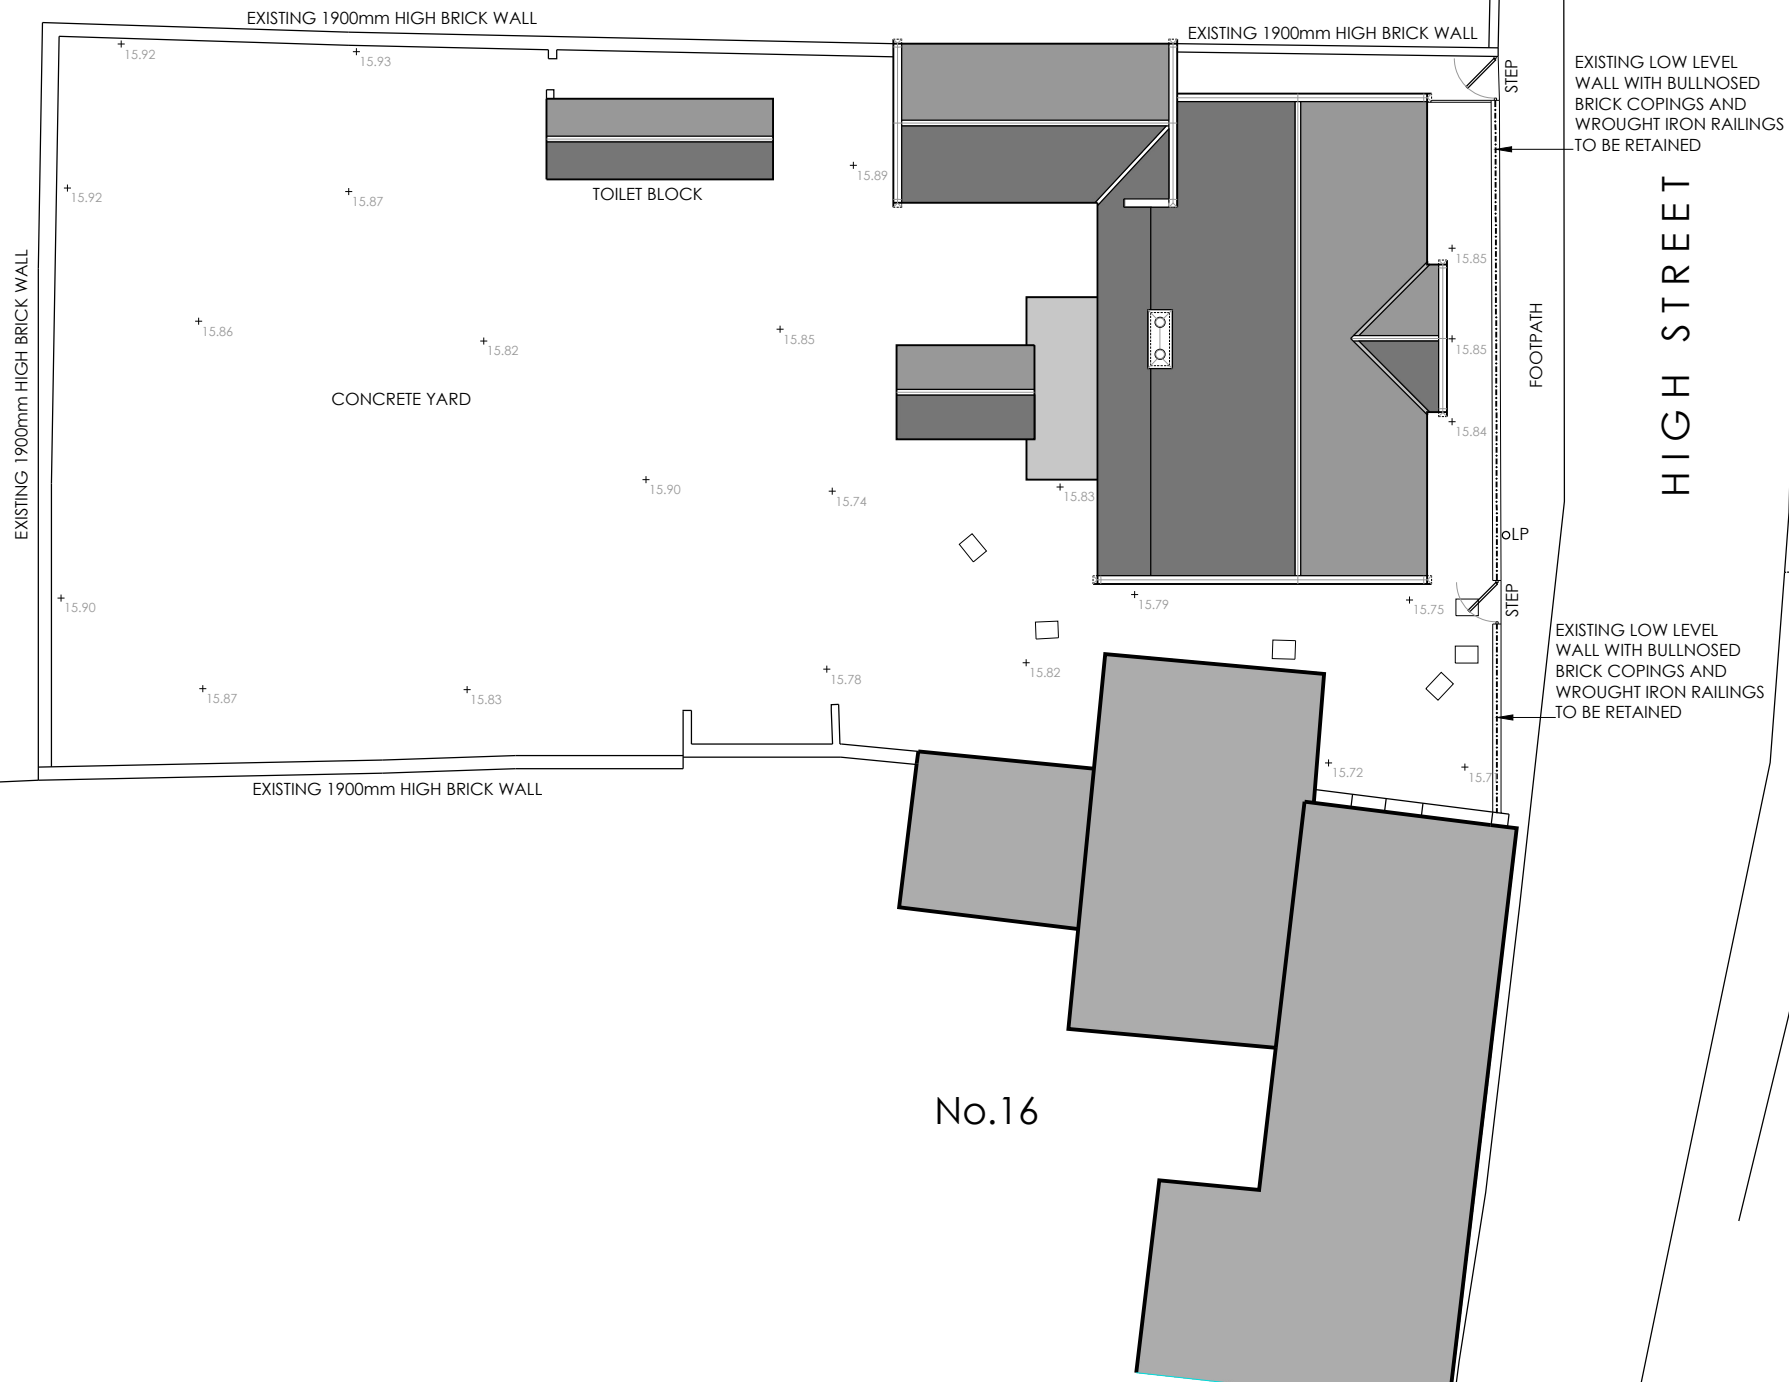 EXISTING 1900mm HIGH BRICK WALL
EXISTING 1900mm HIGH BRICK WALL
15.92
15.93
STEP
EXISTING LOW LEVEL
WALL WITH BULLNOSED
BRICK COPINGS AND
WROUGHT IRON RAILINGS
TO BE RETAINED
15.89
15.92
15.87
TOILET BLOCK
HIGH STREET
15.85
EXISTING 1900mm HIGH BRICK WALL
15.86
15.82
15.85
15.85
FOOTPATH
CONCRETE YARD
15.84
15.90
15.74
15.83
LP
15.90
15.79
15.75
STEP
EXISTING LOW LEVEL
WALL WITH BULLNOSED
BRICK COPINGS AND
WROUGHT IRON RAILINGS
TO BE RETAINED
15.87
15.83
15.78
15.82
15.72
EXISTING 1900mm HIGH BRICK WALL
No.16